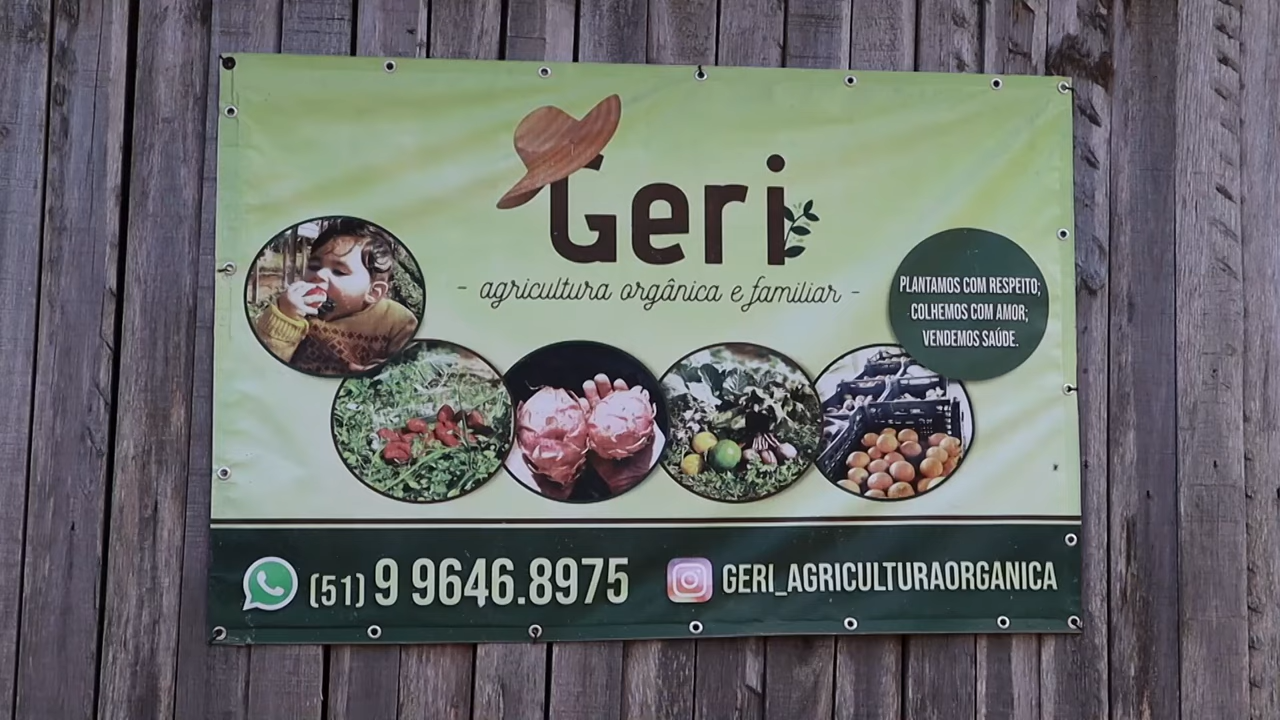 Geri
- agricultura orgânica e familiar -
PLANTAMOS COM RESPEITO;
COLHEMOS COM AMOR;
VENDEMOS SAÚDE.
(51) 9 9646.8975
GERI_AGRICULTURAORGANICA